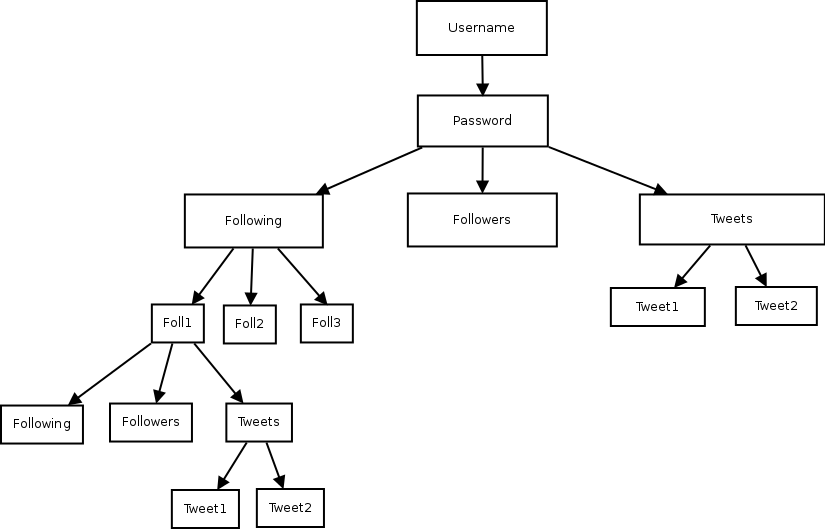 Username
Password
Following
Followers
Tweets
Foll1
Foll2
Foll3
Tweet1
Tweet2
Following
Followers
Tweets
Tweet1
Tweet2